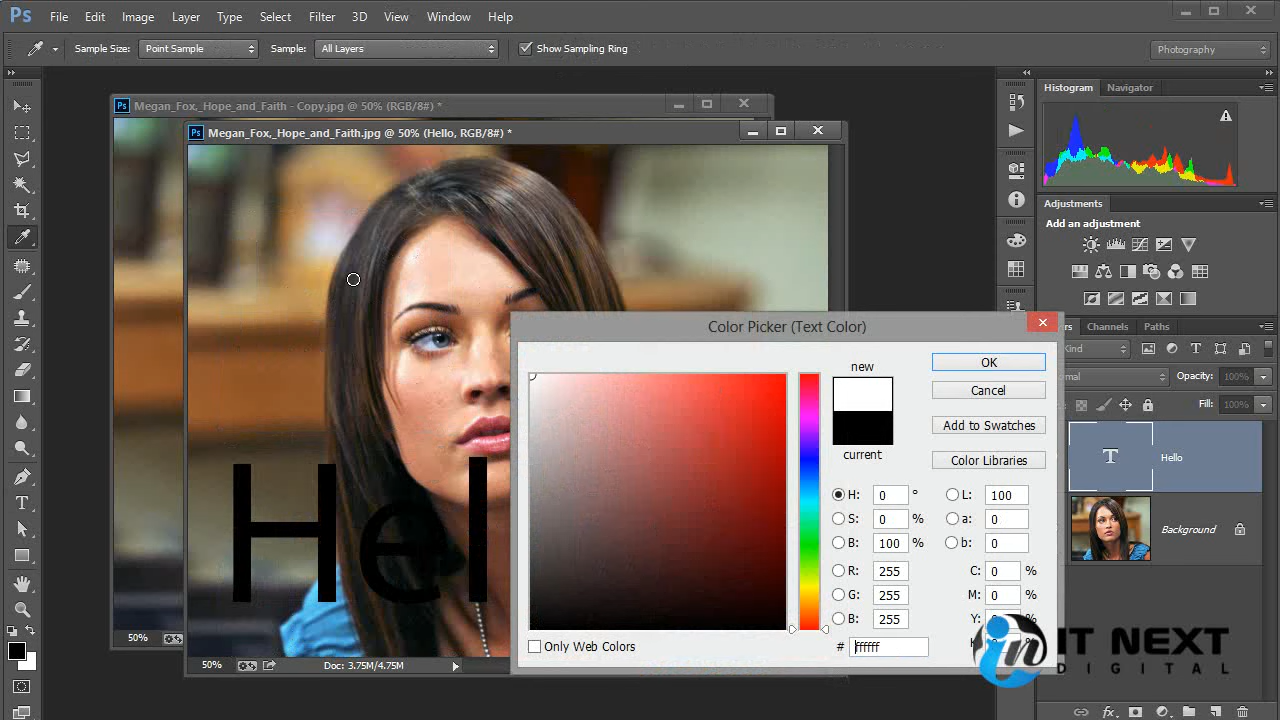 Ps File Edit Image Layer Type Select Filter 3D View Window Help
Sample Size: Point Sample Sample: All Layers Show Sampling Ring Photography
Ps Megan_Fox,_Hope_and_Faith - Copy.jpg @ 50% (RGB/8#) *
Ps Megan_Fox,_Hope_and_Faith.jpg @ 50% (Hello, RGB/8#) *
Histogram Navigator
Adjustments
Add an adjustment
Channels Paths
Kind
Opacity: 100%
Fill: 100%
T Hello
Background
Hel
Color Picker (Text Color)
new
current
OK
Cancel
Add to Swatches
Color Libraries
H: 0 °
S: 0 %
B: 100 %
R: 255
G: 255
B: 255
L: 100
a: 0
b: 0
C: 0 %
M: 0 %
Y:
Only Web Colors
# ffffff
50%
50% Doc: 3.75M/4.75M
in IT NEXT
DIGITAL